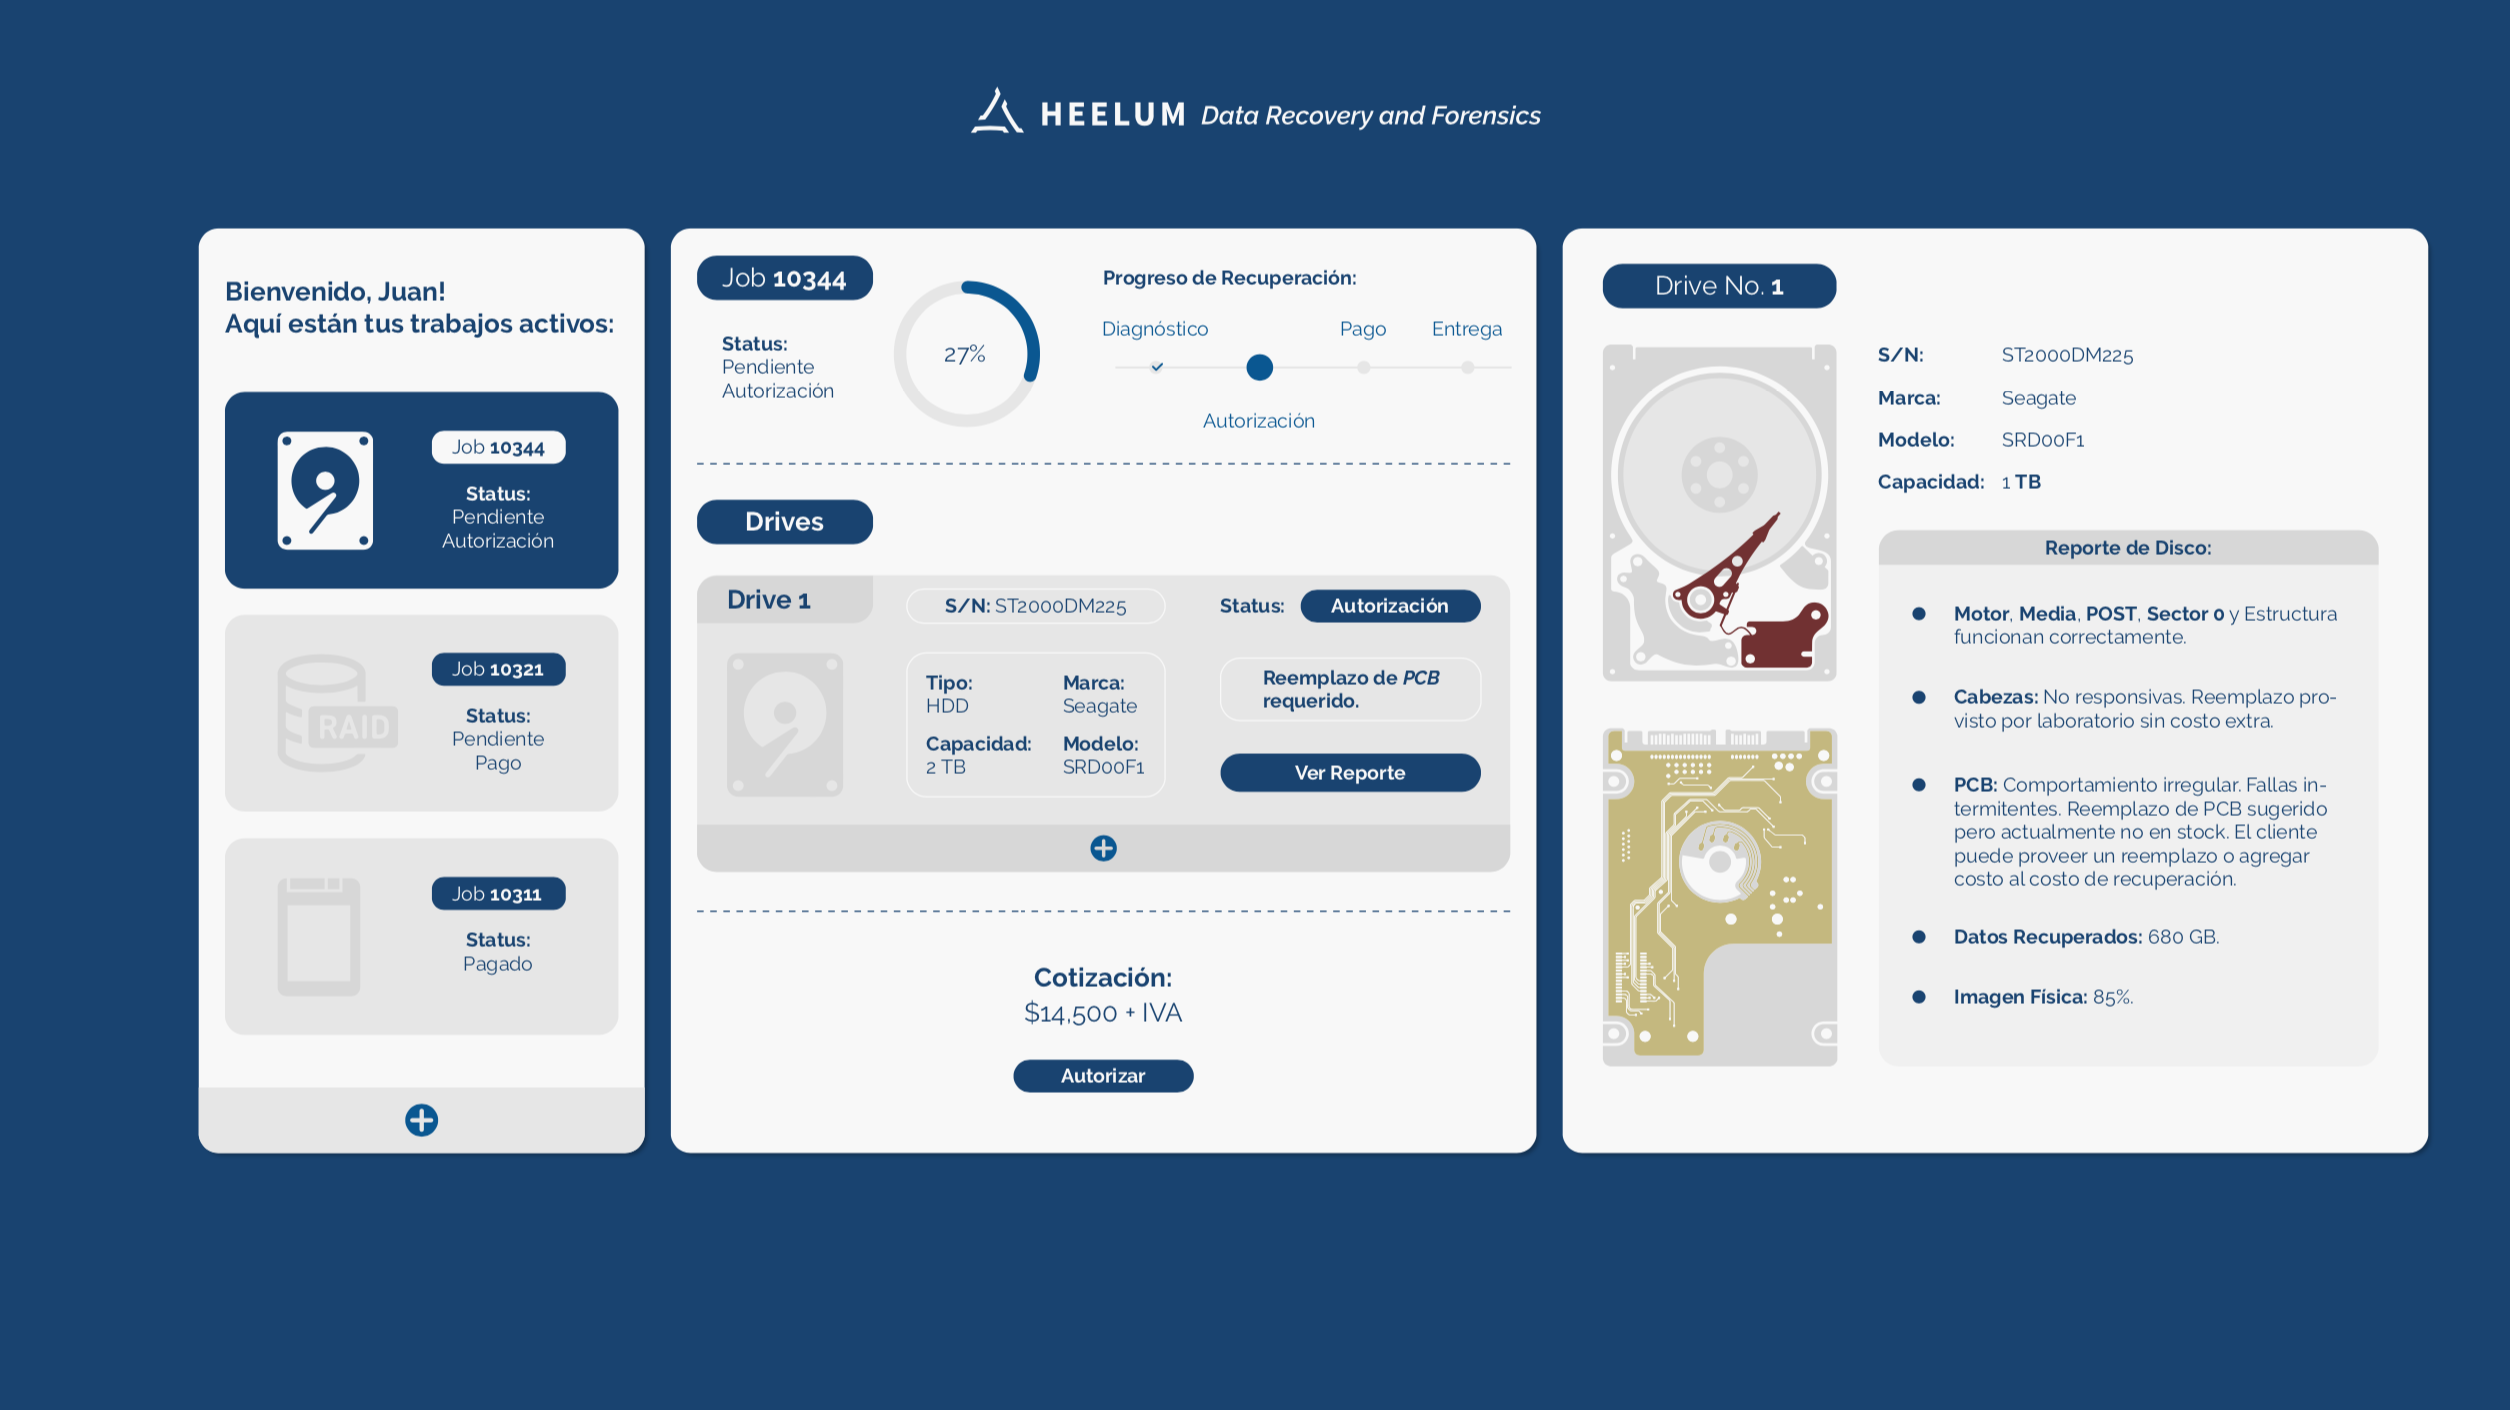 HEELUM Data Recovery and Forensics
Bienvenido, Juan!
Aquí están tus trabajos activos:
Job 10344
Status:
Pendiente
Autorización
RAID
Job 10321
Status:
Pendiente
Pago
Job 10311
Status:
Pagado
Job 10344
Status:
Pendiente
Autorización
27%
Progreso de Recuperación:
Diagnóstico
Pago
Entrega
Autorización
Drives
Drive 1
S/N: ST2000DM225
Status: Autorización
Tipo:
HDD
Marca:
Seagate
Capacidad:
2 TB
Modelo:
SRD00F1
Reemplazo de PCB
requerido.
Ver Reporte
Cotización:
$14,500 + IVA
Autorizar
Drive No. 1
S/N: ST2000DM225
Marca: Seagate
Modelo: SRD00F1
Capacidad: 1 TB
Reporte de Disco:
Motor, Media, POST, Sector 0 y Estructura
funcionan correctamente.
Cabezas: No responsivas. Reemplazo pro-
visto por laboratorio sin costo extra.
PCB: Comportamiento irregular. Fallas in-
termitentes. Reemplazo de PCB sugerido
pero actualmente no en stock. El cliente
puede proveer un reemplazo o agregar
costo al costo de recuperación.
Datos Recuperados: 680 GB.
Imagen Física: 85%.